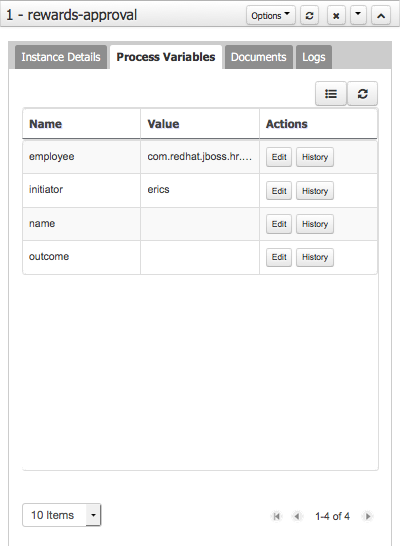 1 - rewards-approval Options
Instance Details Process Variables Documents Logs
Name Value Actions
employee com.redhat.jboss.hr.... Edit History
initiator erics Edit History
name Edit History
outcome Edit History
10 Items 1-4 of 4